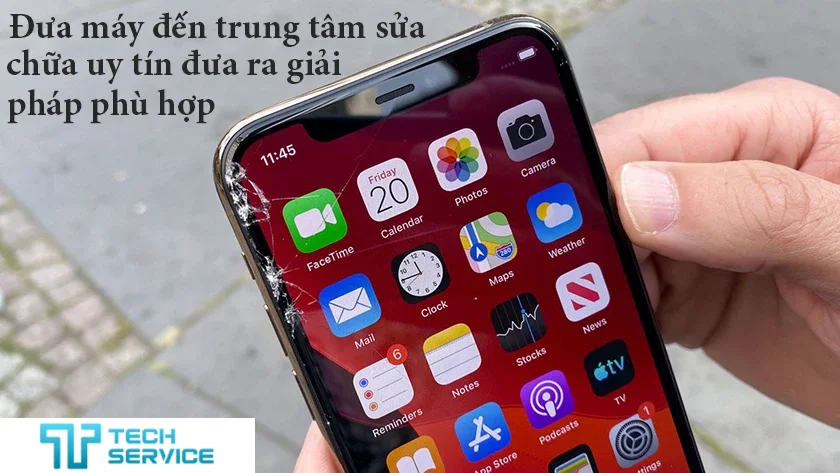 Đưa máy đến trung tâm sửa
chữa uy tín đưa ra giải
pháp phù hợp
11:45
FaceTime
Friday
20
Calendar
Photos
Camera
Mail
Clock
Maps
280
Weather
Reminders
6
Notes
Stocks
News
App Store
Podcasts
tv
TV
1
Settings
TECH
SERVICE